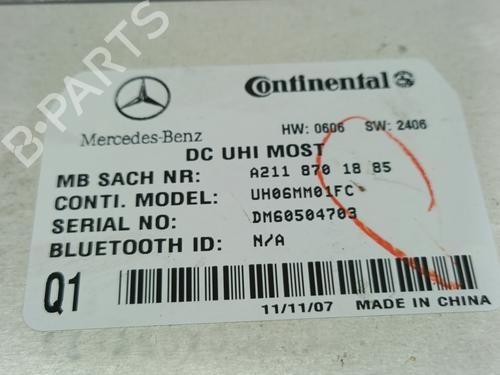 Continental
Mercedes-Benz
HW: 0606 SW: 2406
DC UHI MOST
MB SACH NR: A211 870 18 85
CONTI. MODEL: UH06MM01FC
SERIAL NO: DM60504703
BLUETOOTH ID: N/A
Q1
11/11/07 MADE IN CHINA
B-PARTS